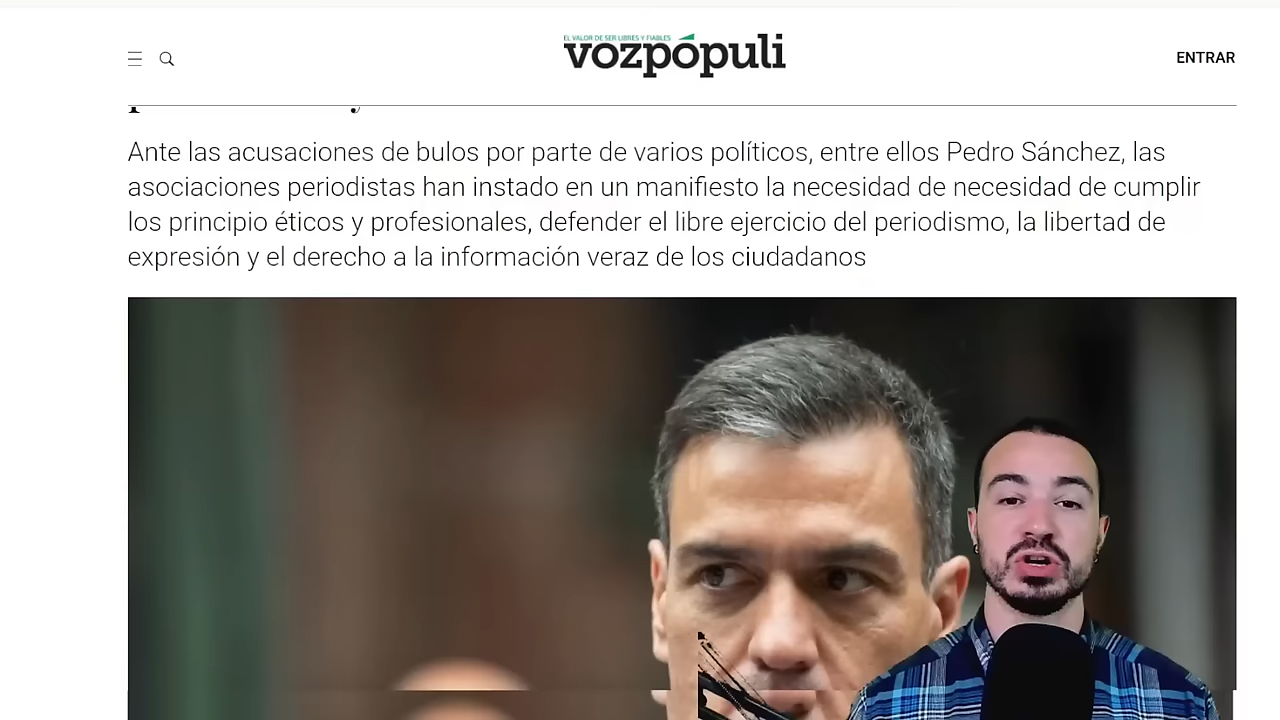 EL VALOR DE SER LIBRES Y FIABLES
vozpópuli
ENTRAR
Ante las acusaciones de bulos por parte de varios políticos, entre ellos Pedro Sánchez, las
asociaciones periodistas han instado en un manifiesto la necesidad de necesidad de cumplir
los principio éticos y profesionales, defender el libre ejercicio del periodismo, la libertad de
expresión y el derecho a la información veraz de los ciudadanos